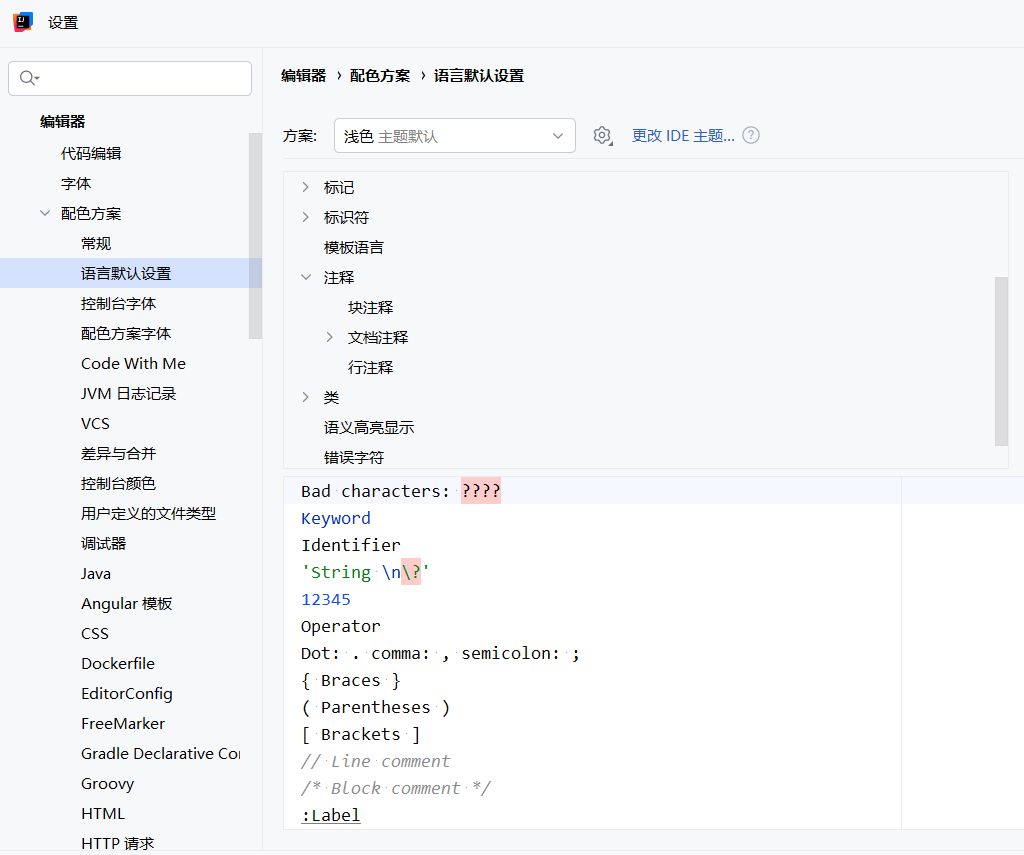 设置
编辑器
代码编辑
字体
配色方案
常规
语言默认设置
控制台字体
配色方案字体
Code With Me
JVM 日志记录
VCS
差异与合并
控制台颜色
用户定义的文件类型
调试器
Java
Angular 模板
CSS
Dockerfile
EditorConfig
FreeMarker
Gradle Declarative Cor
Groovy
HTML
HTTP 请求
编辑器 › 配色方案 › 语言默认设置
方案: 浅色 主题默认 更改 IDE 主题... ?
标记
标识符
模板语言
注释
块注释
文档注释
行注释
类
语义高亮显示
错误字符
Bad characters: ????
Keyword
Identifier
'String \n\?'
12345
Operator
Dot: . comma: , semicolon: ;
{ Braces }
( Parentheses )
[ Brackets ]
// Line comment
/* Block comment */
:Label